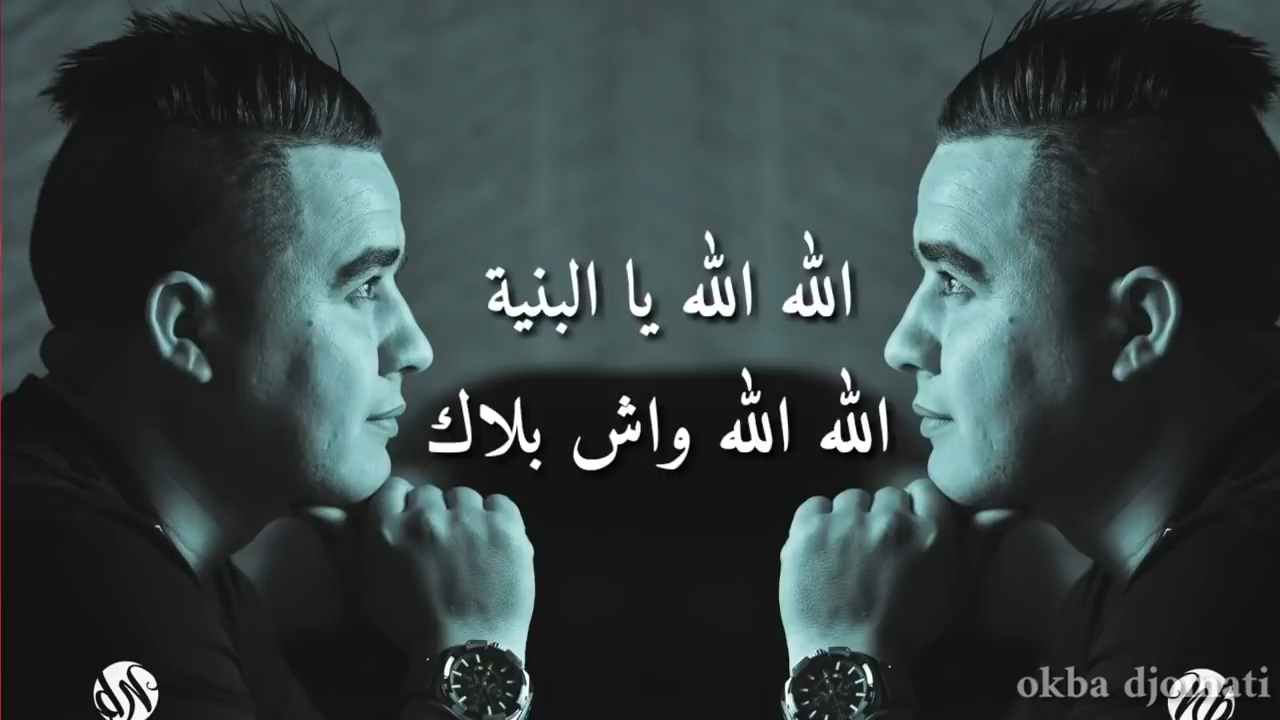 الله الله يا البنية
الله الله واش بلاك
okba djomati